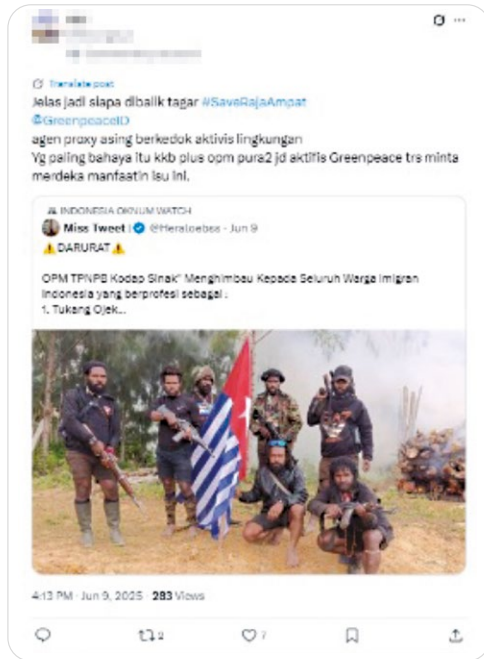 Translate post
Jelas jadi siapa dibalik tagar #SaveRajaAmpat
@GreenpeaceID
agen proxy asing berkedok aktivis lingkungan
Yg paling bahaya itu kkb plus opm pura2 jd aktifis Greenpeace trs minta
merdeka manfaatin isu ini.
INDONESIA OKNUM WATCH
Miss Tweet | @Heraloebss · Jun 9
⚠️DARURAT⚠️
OPM TPNPB Kodap Sinak" Menghimbau Kepada Seluruh Warga Imigran
Indonesia yang berprofesi sebagai :
1. Tukang Ojek...
4:13 PM · Jun 9, 2025 · 283 Views
2
7